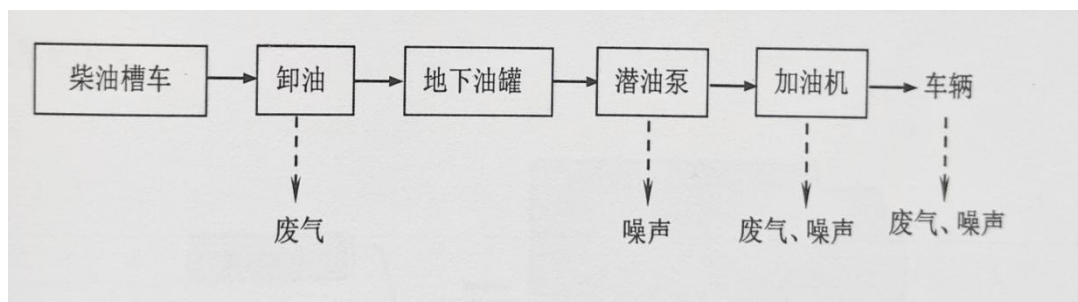 柴油槽车
卸油
地下油罐
潜油泵
加油机
车辆
废气
噪声
废气、噪声
废气、噪声